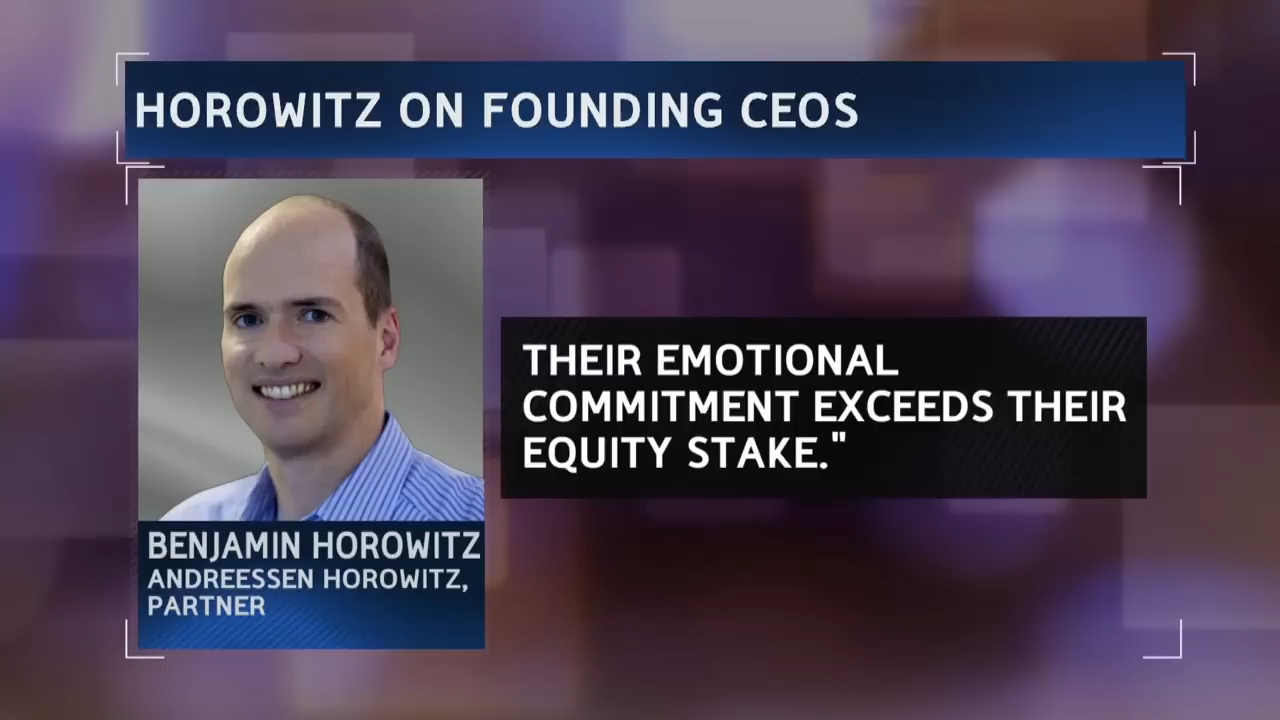 HOROWITZ ON FOUNDING CEOS
THEIR EMOTIONAL
COMMITMENT EXCEEDS THEIR
EQUITY STAKE."
BENJAMIN HOROWITZ
ANDREESSEN HOROWITZ,
PARTNER